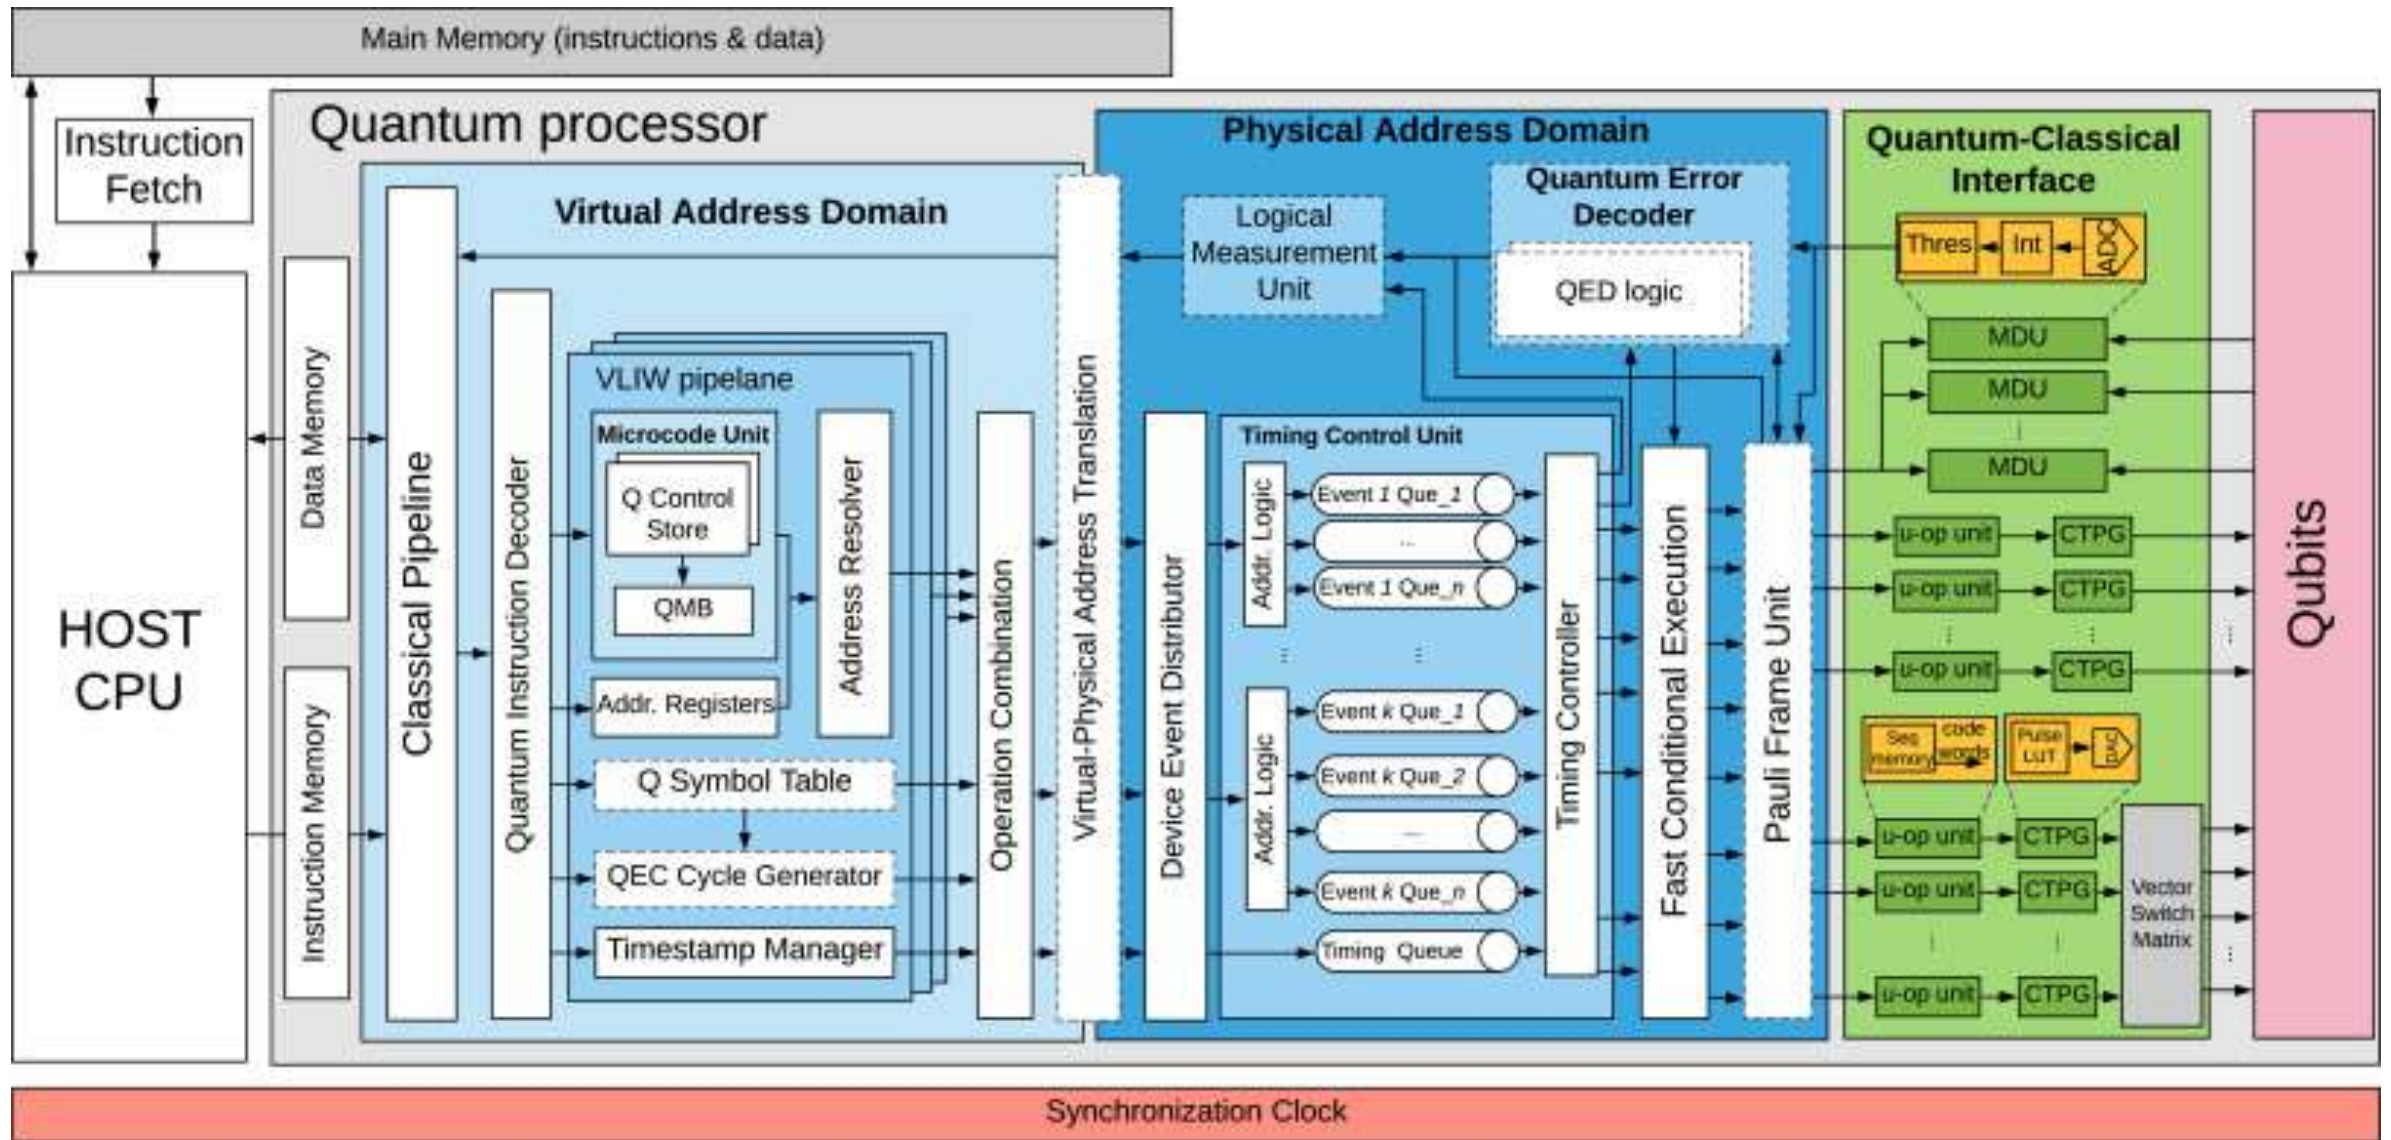 Main Memory (instructions & data)
Instruction
Fetch
HOST
CPU
Quantum processor
Data Memory
Instruction Memory
Virtual Address Domain
Classical Pipeline
Quantum Instruction Decoder
VLIW pipelane
Microcode Unit
Q Control
Store
QMB
Addr. Registers
Address Resolver
Q Symbol Table
QEC Cycle Generator
Timestamp Manager
Operation Combination
Virtual-Physical Address Translation
Physical Address Domain
Logical
Measurement
Unit
Quantum Error
Decoder
QED logic
Device Event Distributor
Timing Control Unit
Addr. Logic
Event 1 Que_1
...
Event 1 Que_n
...
...
Addr. Logic
Event k Que_1
Event k Que_2
...
Event k Que_n
Timing Queue
Timing Controller
Fast Conditional Execution
Pauli Frame Unit
Quantum-Classical
Interface
Thres
Int
ADC
MDU
MDU
MDU
u-op unit
CTPG
u-op unit
CTPG
...
...
...
u-op unit
CTPG
Seq
memory
code
words
Pulse
LUT
DAC
u-op unit
CTPG
u-op unit
CTPG
u-op unit
CTPG
Vector
Switch
Matrix
...
Qubits
Synchronization Clock